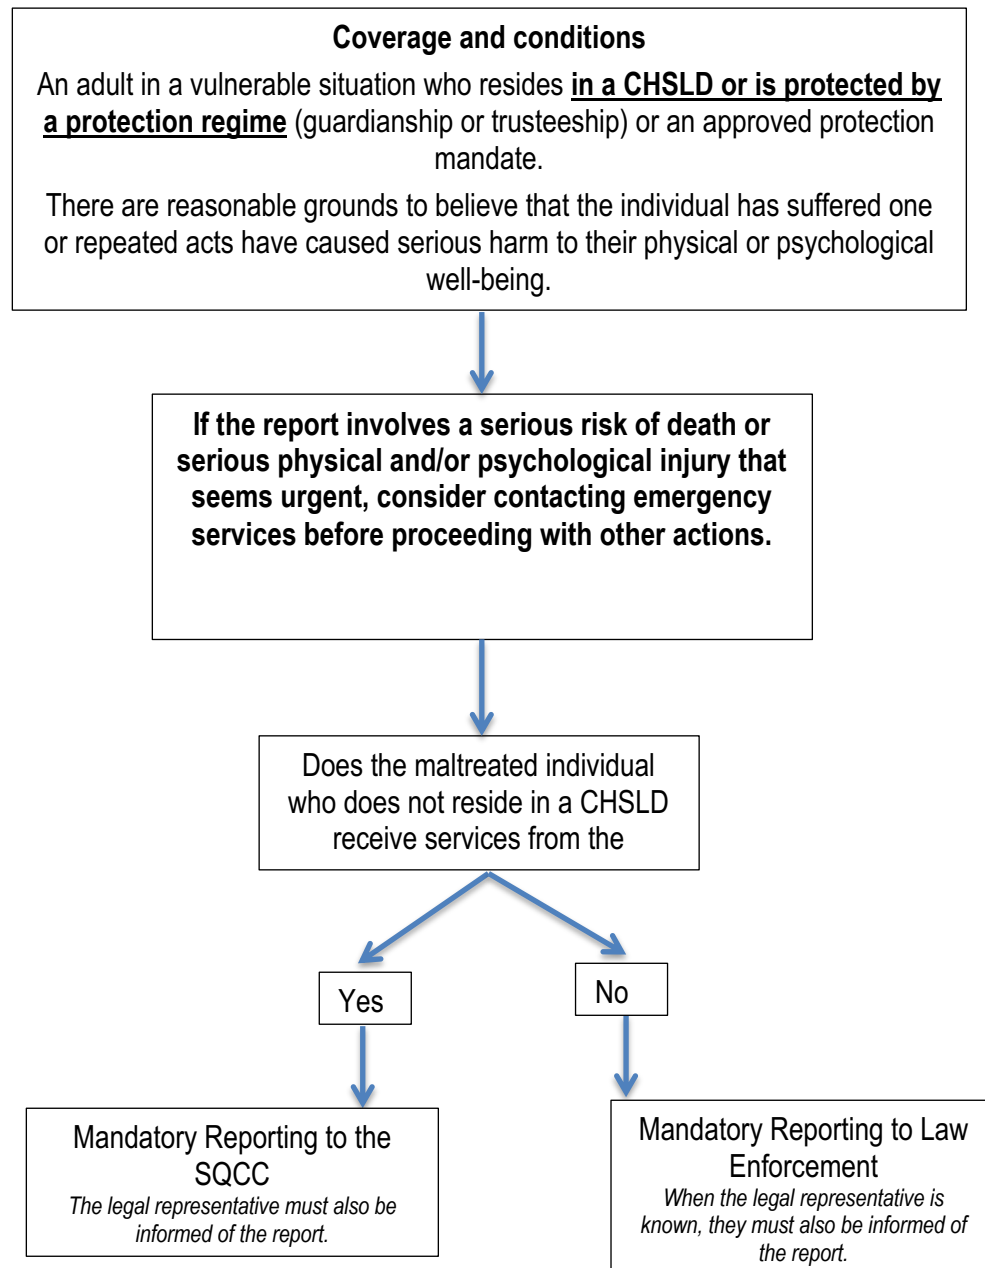 Coverage and conditions
An adult in a vulnerable situation who resides in a CHSLD or is protected by
a protection regime (guardianship or trusteeship) or an approved protection
mandate.
There are reasonable grounds to believe that the individual has suffered one
or repeated acts have caused serious harm to their physical or psychological
well-being.
If the report involves a serious risk of death or
serious physical and/or psychological injury that
seems urgent, consider contacting emergency
services before proceeding with other actions.
Does the maltreated individual
who does not reside in a CHSLD
receive services from the
Yes
No
Mandatory Reporting to the
SQCC
The legal representative must also be
informed of the report.
Mandatory Reporting to Law
Enforcement
When the legal representative is
known, they must also be informed of
the report.